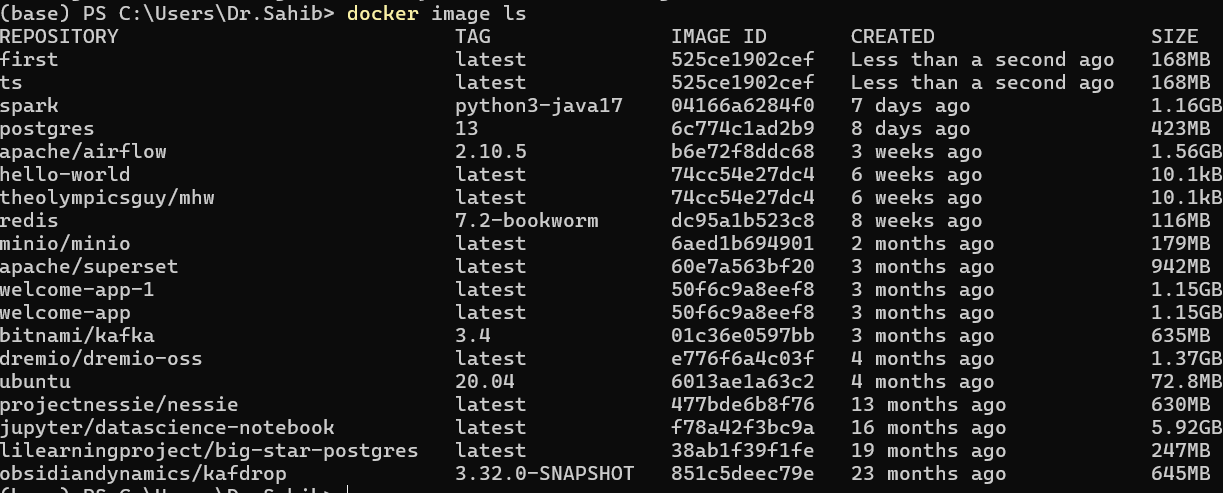 (base) PS C:\Users\Dr.Sahib> docker image ls
REPOSITORY TAG IMAGE ID CREATED SIZE
first latest 525ce1902cef Less than a second ago 168MB
ts latest 525ce1902cef Less than a second ago 168MB
spark python3-java17 04166a6284f0 7 days ago 1.16GB
postgres 13 6c774c1ad2b9 8 days ago 423MB
apache/airflow 2.10.5 b6e72f8ddc68 3 weeks ago 1.56GB
hello-world latest 74cc54e27dc4 6 weeks ago 10.1kB
theolympicsguy/mhw latest 74cc54e27dc4 6 weeks ago 10.1kB
redis 7.2-bookworm dc95a1b523c8 8 weeks ago 116MB
minio/minio latest 6aed1b694901 2 months ago 179MB
apache/superset latest 60e7a563bf20 3 months ago 942MB
welcome-app-1 latest 50f6c9a8eef8 3 months ago 1.15GB
welcome-app latest 50f6c9a8eef8 3 months ago 1.15GB
bitnami/kafka 3.4 01c36e0597bb 3 months ago 635MB
dremio/dremio-oss latest e776f6a4c03f 4 months ago 1.37GB
ubuntu 20.04 6013ae1a63c2 4 months ago 72.8MB
projectnessie/nessie latest 477bde6b8f76 13 months ago 630MB
jupyter/datascience-notebook latest f78a42f3bc9a 16 months ago 5.92GB
lilearningproject/big-star-postgres latest 38ab1f39f1fe 19 months ago 247MB
obsidiandynamics/kafdrop 3.32.0-SNAPSHOT 851c5deec79e 23 months ago 645MB
(base) PS C:\Users\Dr.Sahib>